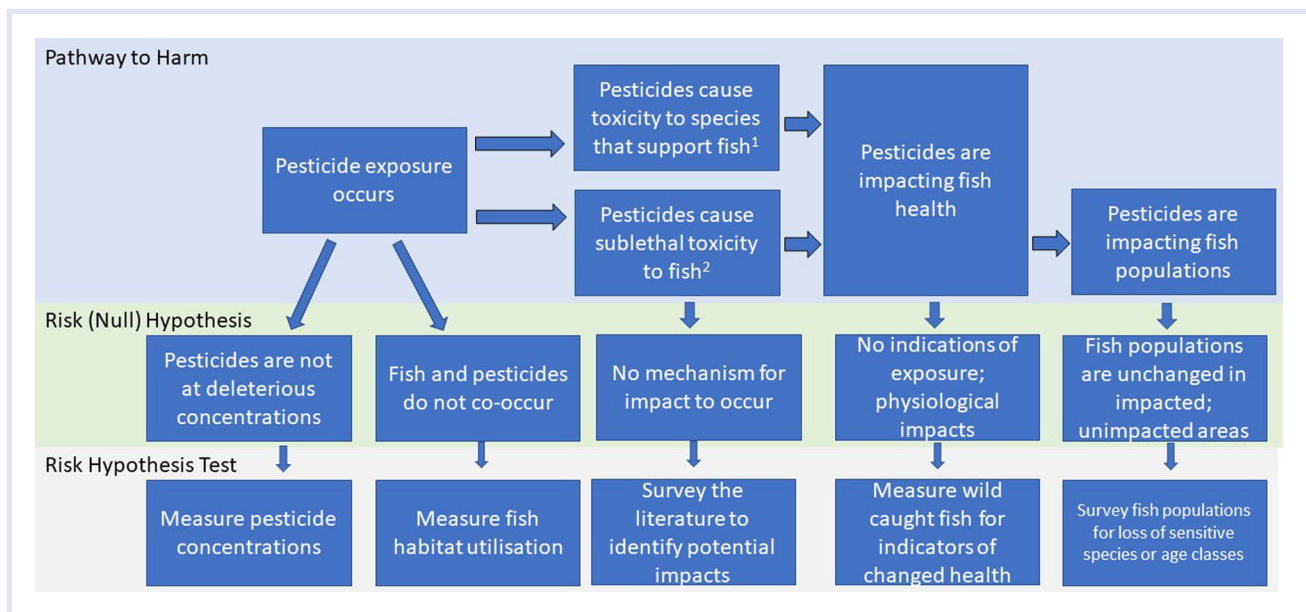 Pathway to Harm
Pesticide exposure
occurs
Pesticides cause
toxicity to species
that support fish¹
Pesticides cause
sublethal toxicity
to fish²
Pesticides are
impacting fish
health
Pesticides are
impacting fish
populations
Risk (Null) Hypothesis
Pesticides are not
at deleterious
concentrations
Fish and pesticides
do not co-occur
No mechanism for
impact to occur
No indications of
exposure;
physiological
impacts
Fish populations
are unchanged in
impacted;
unimpacted areas
Risk Hypothesis Test
Measure pesticide
concentrations
Measure fish
habitat utilisation
Survey the
literature to
identify potential
impacts
Measure wild
caught fish for
indicators of
changed health
Survey fish populations
for loss of sensitive
species or age classes